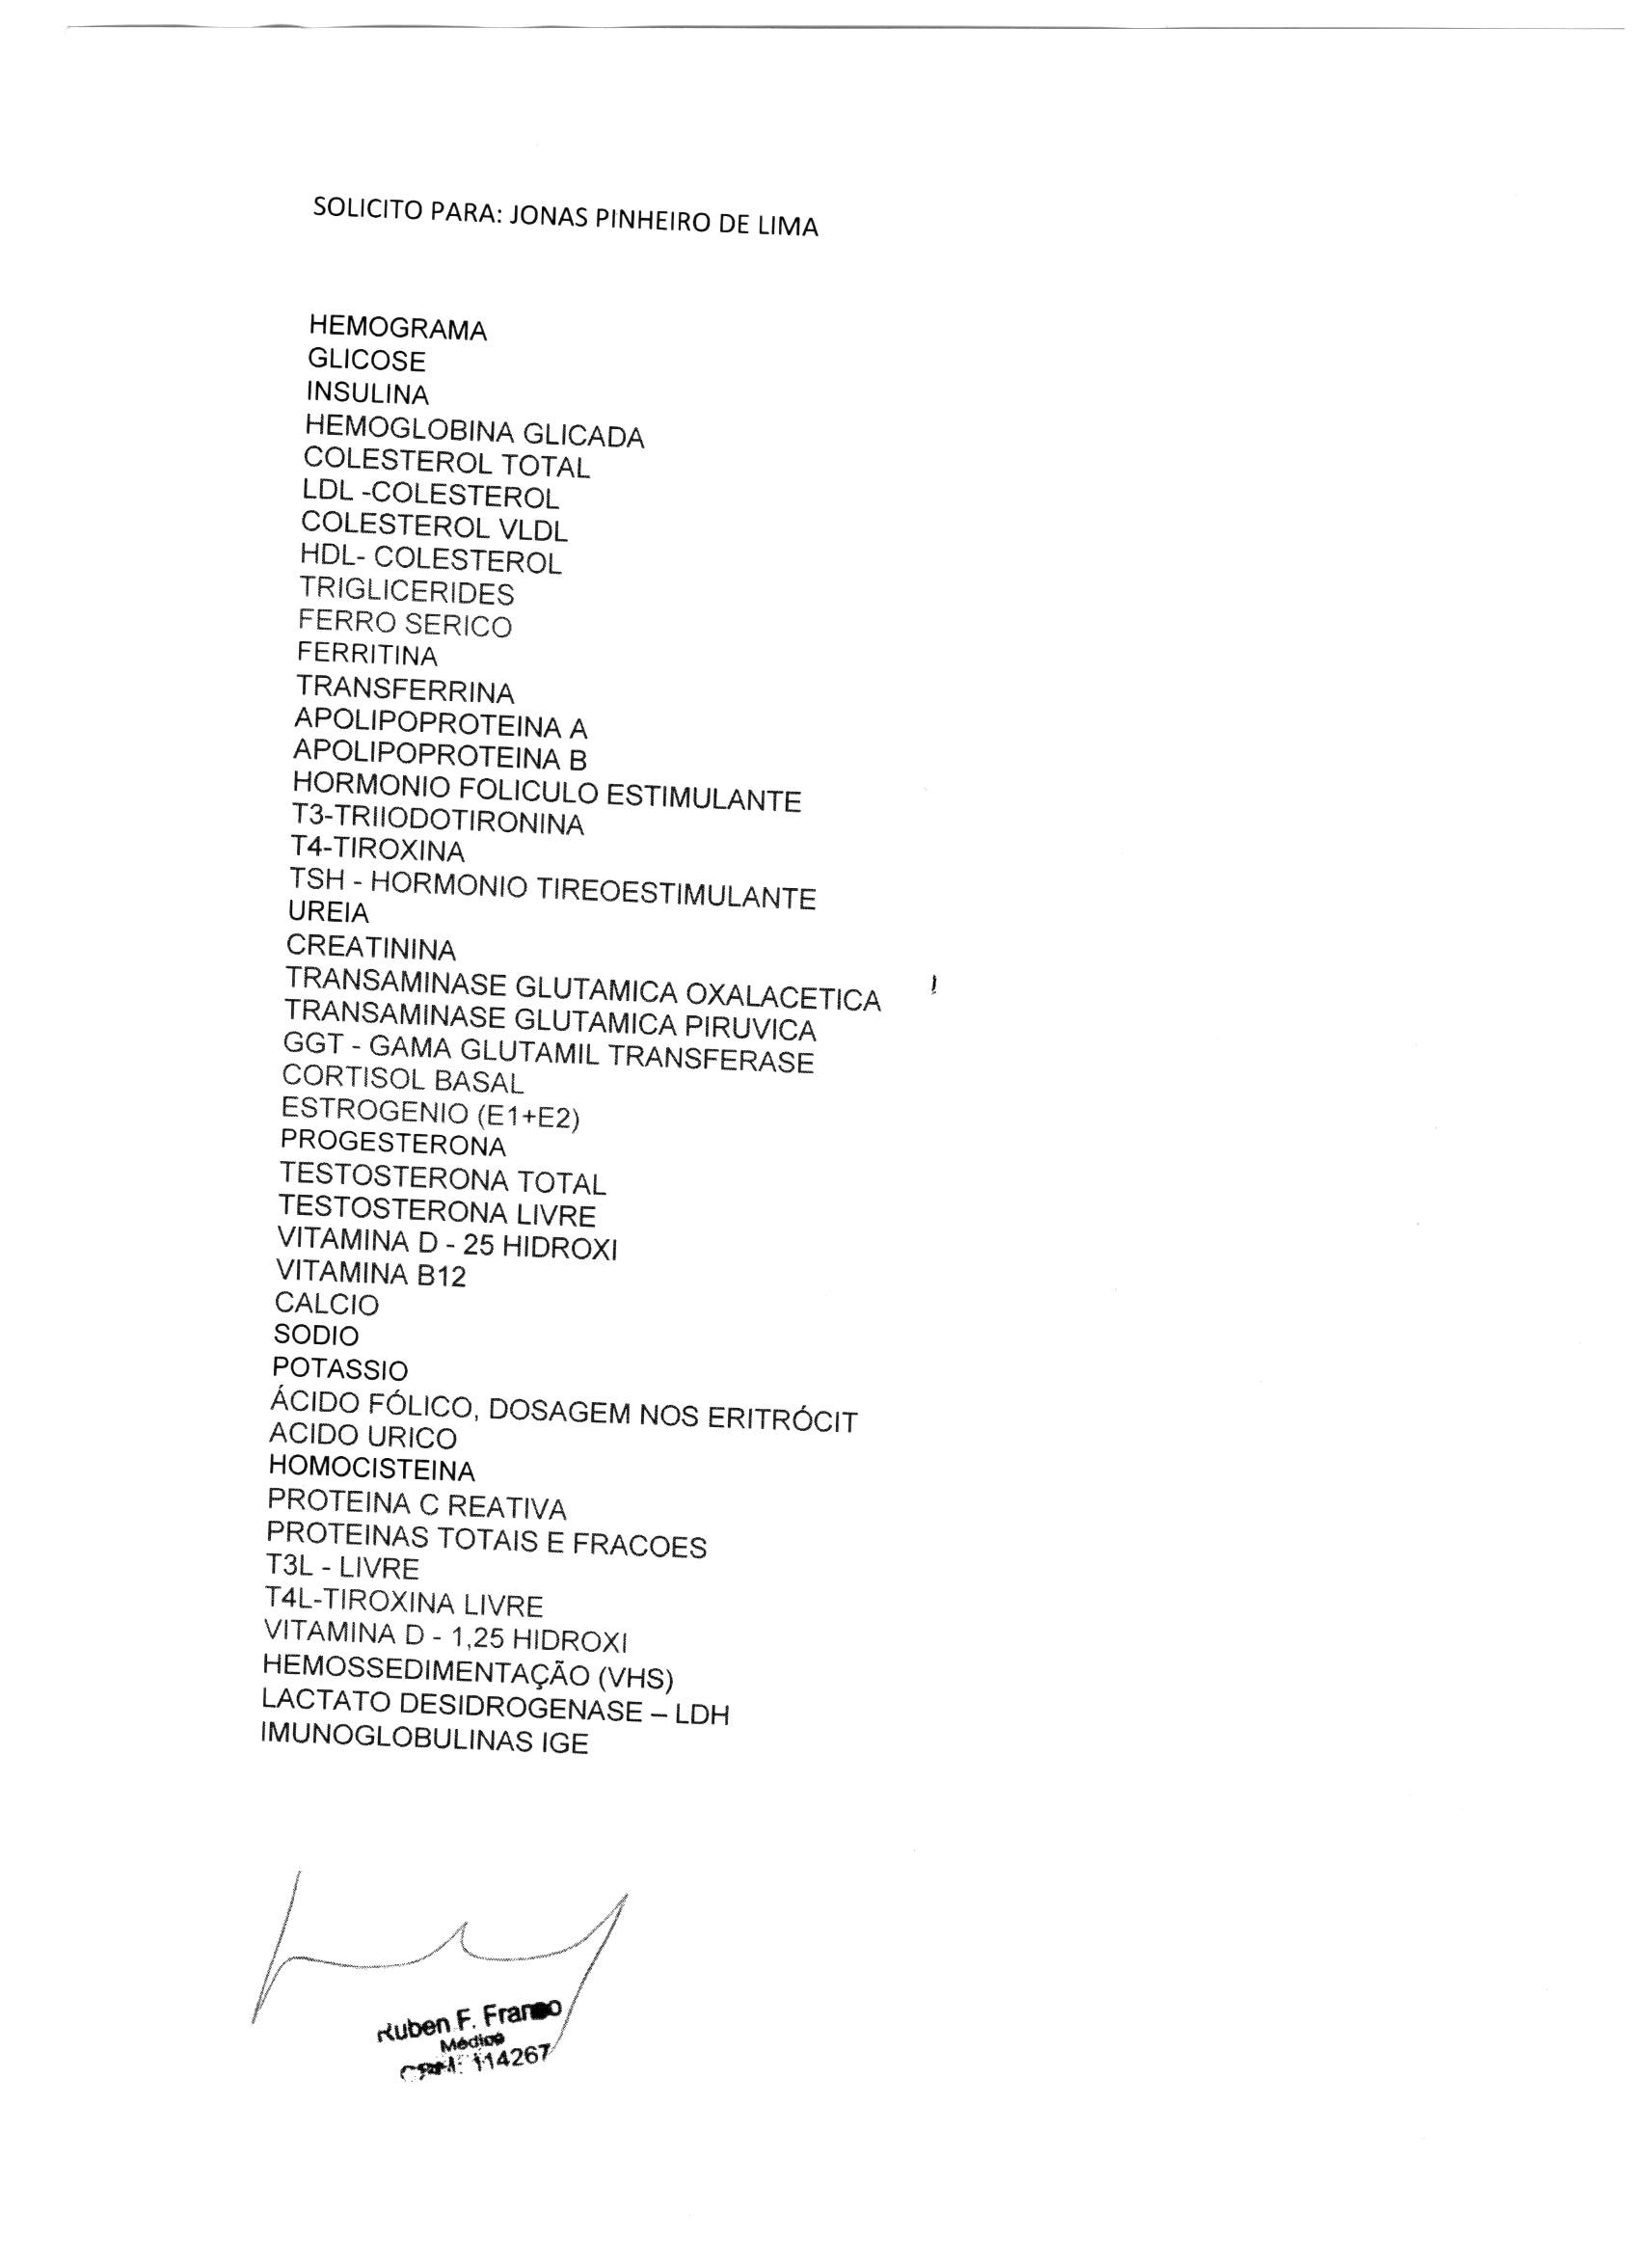 SOLICITO PARA: JONAS PINHEIRO DE LIMA
HEMOGRAMA
GLICOSE
INSULINA
HEMOGLOBINA GLICADA
COLESTEROL TOTAL
LDL -COLESTEROL
COLESTEROL VLDL
HDL- COLESTEROL
TRIGLICERIDES
FERRO SERICO
FERRITINA
TRANSFERRINA
APOLIPOPROTEINA A
APOLIPOPROTEINA B
HORMONIO FOLICULO ESTIMULANTE
T3-TRIIODOTIRONINA
T4-TIROXINA
TSH - HORMONIO TIREOESTIMULANTE
UREIA
CREATININA
TRANSAMINASE GLUTAMICA OXALACETICA
TRANSAMINASE GLUTAMICA PIRUVICA
GGT - GAMA GLUTAMIL TRANSFERASE
CORTISOL BASAL
ESTROGENIO (E1+E2)
PROGESTERONA
TESTOSTERONA TOTAL
TESTOSTERONA LIVRE
VITAMINA D - 25 HIDROXI
VITAMINA B12
CALCIO
SODIO
POTASSIO
ÁCIDO FÓLICO, DOSAGEM NOS ERITRÓCIT
ACIDO URICO
HOMOCISTEINA
PROTEINA C REATIVA
PROTEINAS TOTAIS E FRACOES
T3L - LIVRE
T4L-TIROXINA LIVRE
VITAMINA D - 1,25 HIDROXI
HEMOSSEDIMENTAÇÃO (VHS)
LACTATO DESIDROGENASE – LDH
IMUNOGLOBULINAS IGE
Ruben F. Franco
Médico
114267